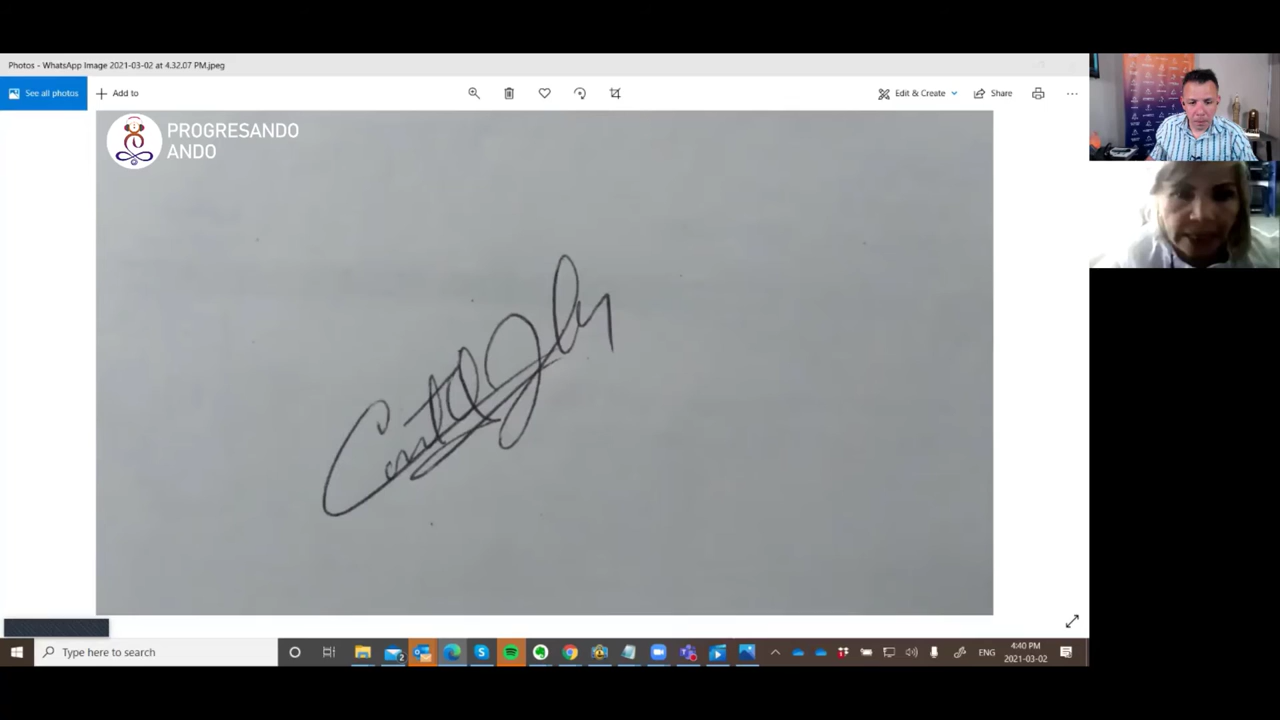 Photos - WhatsApp Image 2021-03-02 at 4.32.07 PM.jpeg
See all photos
Add to
Edit & Create
Share
PROGRESANDO
ANDO
Type here to search
2
ENG
4:40 PM
2021-03-02